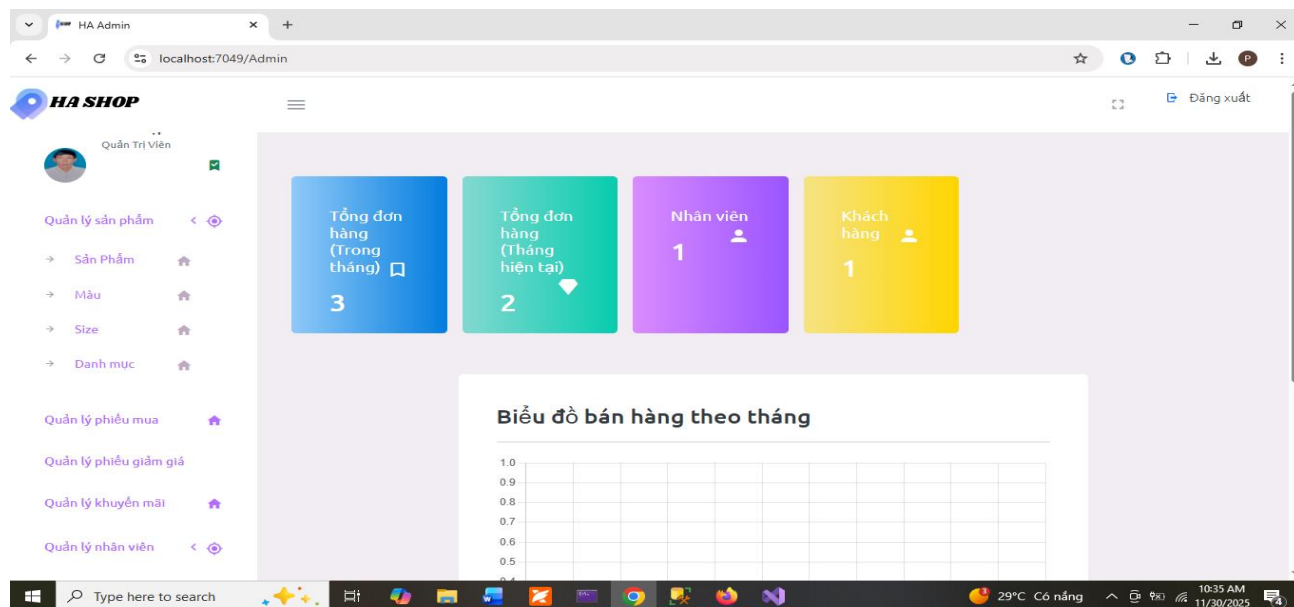 HA Admin
localhost:7049/Admin
P
HA SHOP
Đăng xuất
Quản Trị Viên
Quản lý sản phẩm
Sản Phẩm
Màu
Size
Danh mục
Quản lý phiếu mua
Quản lý phiếu giảm giá
Quản lý khuyến mãi
Quản lý nhân viên
Tổng đơn
hàng
(Trong
tháng)
3
Tổng đơn
hàng
(Tháng
hiện tại)
2
Nhân viên
1
Khách
hàng
1
Biểu đồ bán hàng theo tháng
1.0
0.9
0.8
0.7
0.6
0.5
Type here to search
29°C Có nắng
10:35 AM
11/30/2025
4